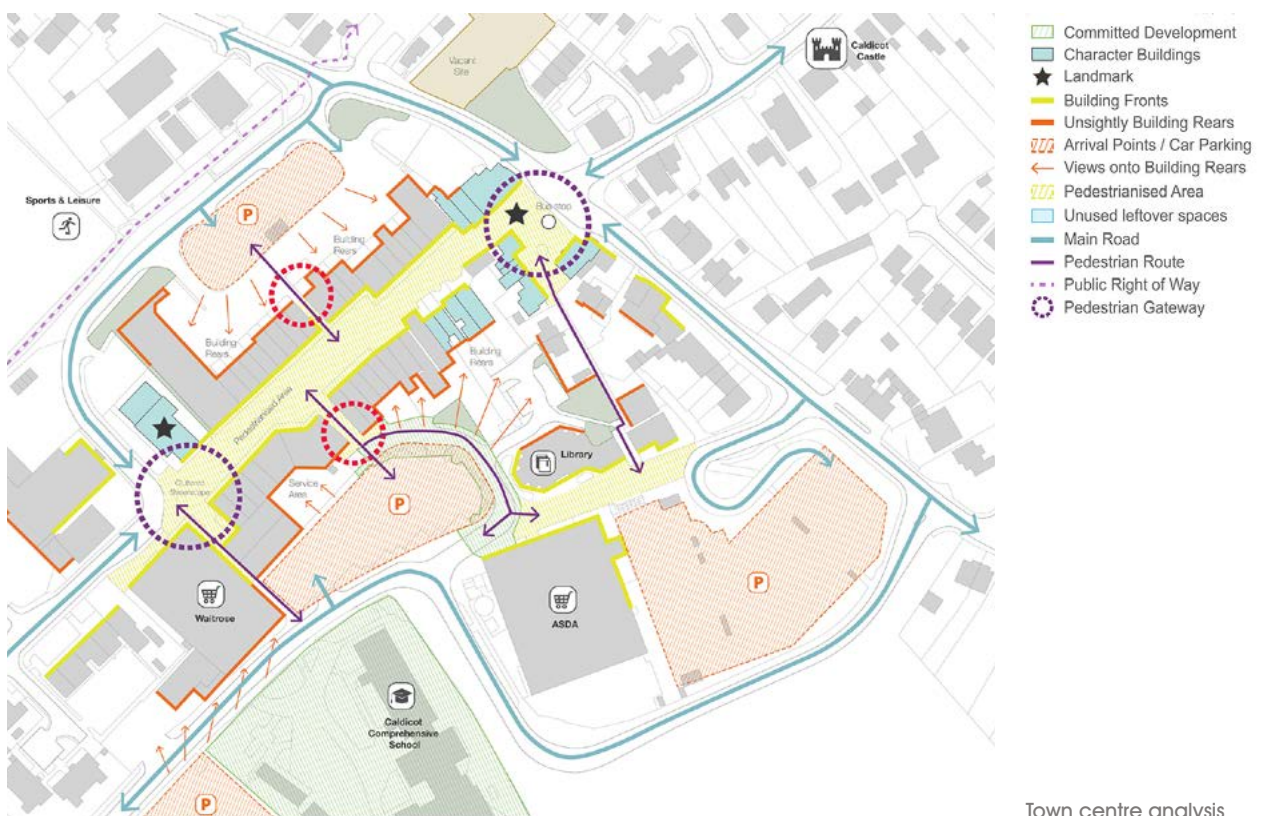 Caldicot
Castle
Vacant
Site
Sports & Leisure
P
Bus stop
Building
Rears
Building
Rears
Building
Rears
Pedestrianised Area
Library
Service
Area
P
P
Waitrose
ASDA
Caldicot
Comprehensive
School
P
Committed Development
Character Buildings
Landmark
Building Fronts
Unsightly Building Rears
Arrival Points / Car Parking
Views onto Building Rears
Pedestrianised Area
Unused leftover spaces
Main Road
Pedestrian Route
Public Right of Way
Pedestrian Gateway
Town centre analysis